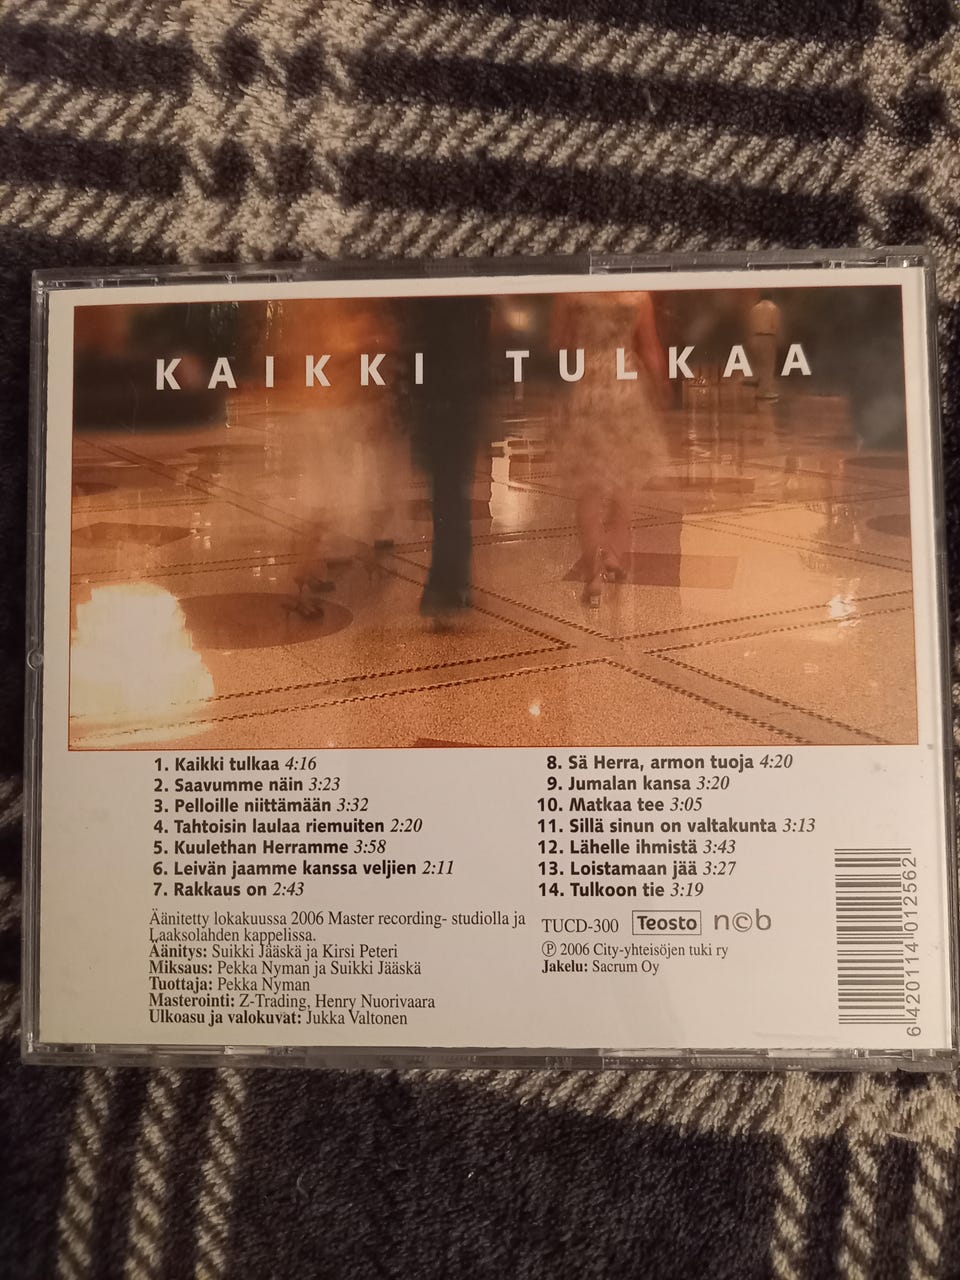 KAIKKI TULKAA
1. Kaikki tulkaa 4:16
2. Saavumme näin 3:23
3. Pelloille niittämään 3:32
4. Tahtoisin laulaa riemuiten 2:20
5. Kuulethan Herramme 3:58
6. Leivän jaamme kanssa veljien 2:11
7. Rakkaus on 2:43
8. Sä Herra, armon tuoja 4:20
9. Jumalan kansa 3:20
10. Matkaa tee 3:05
11. Sillä sinun on valtakunta 3:13
12. Lähelle ihmistä 3:43
13. Loistamaan jää 3:27
14. Tulkoon tie 3:19
Äänitetty lokakuussa 2006 Master recording- studiolla ja
Laaksolahden kappelissa.
Äänitys: Suikki Jääskä ja Kirsi Peteri
Miksaus: Pekka Nyman ja Suikki Jääskä
Tuottaja: Pekka Nyman
Masterointi: Z-Trading, Henry Nuorivaara
Ulkoasu ja valokuvat: Jukka Valtonen
TUCD-300 Teosto n©b
℗ 2006 City-yhteisöjen tuki ry
Jakelu: Sacrum Oy
6 420114 012562